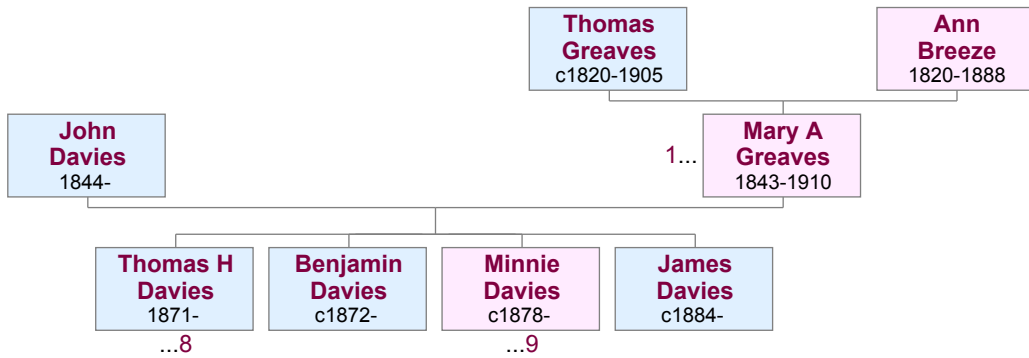 Thomas
Greaves
c1820-1905
Ann
Breeze
1820-1888
John
Davies
1844-
1...
Mary A
Greaves
1843-1910
Thomas H
Davies
1871-
Benjamin
Davies
c1872-
Minnie
Davies
c1878-
James
Davies
c1884-
...8
...9